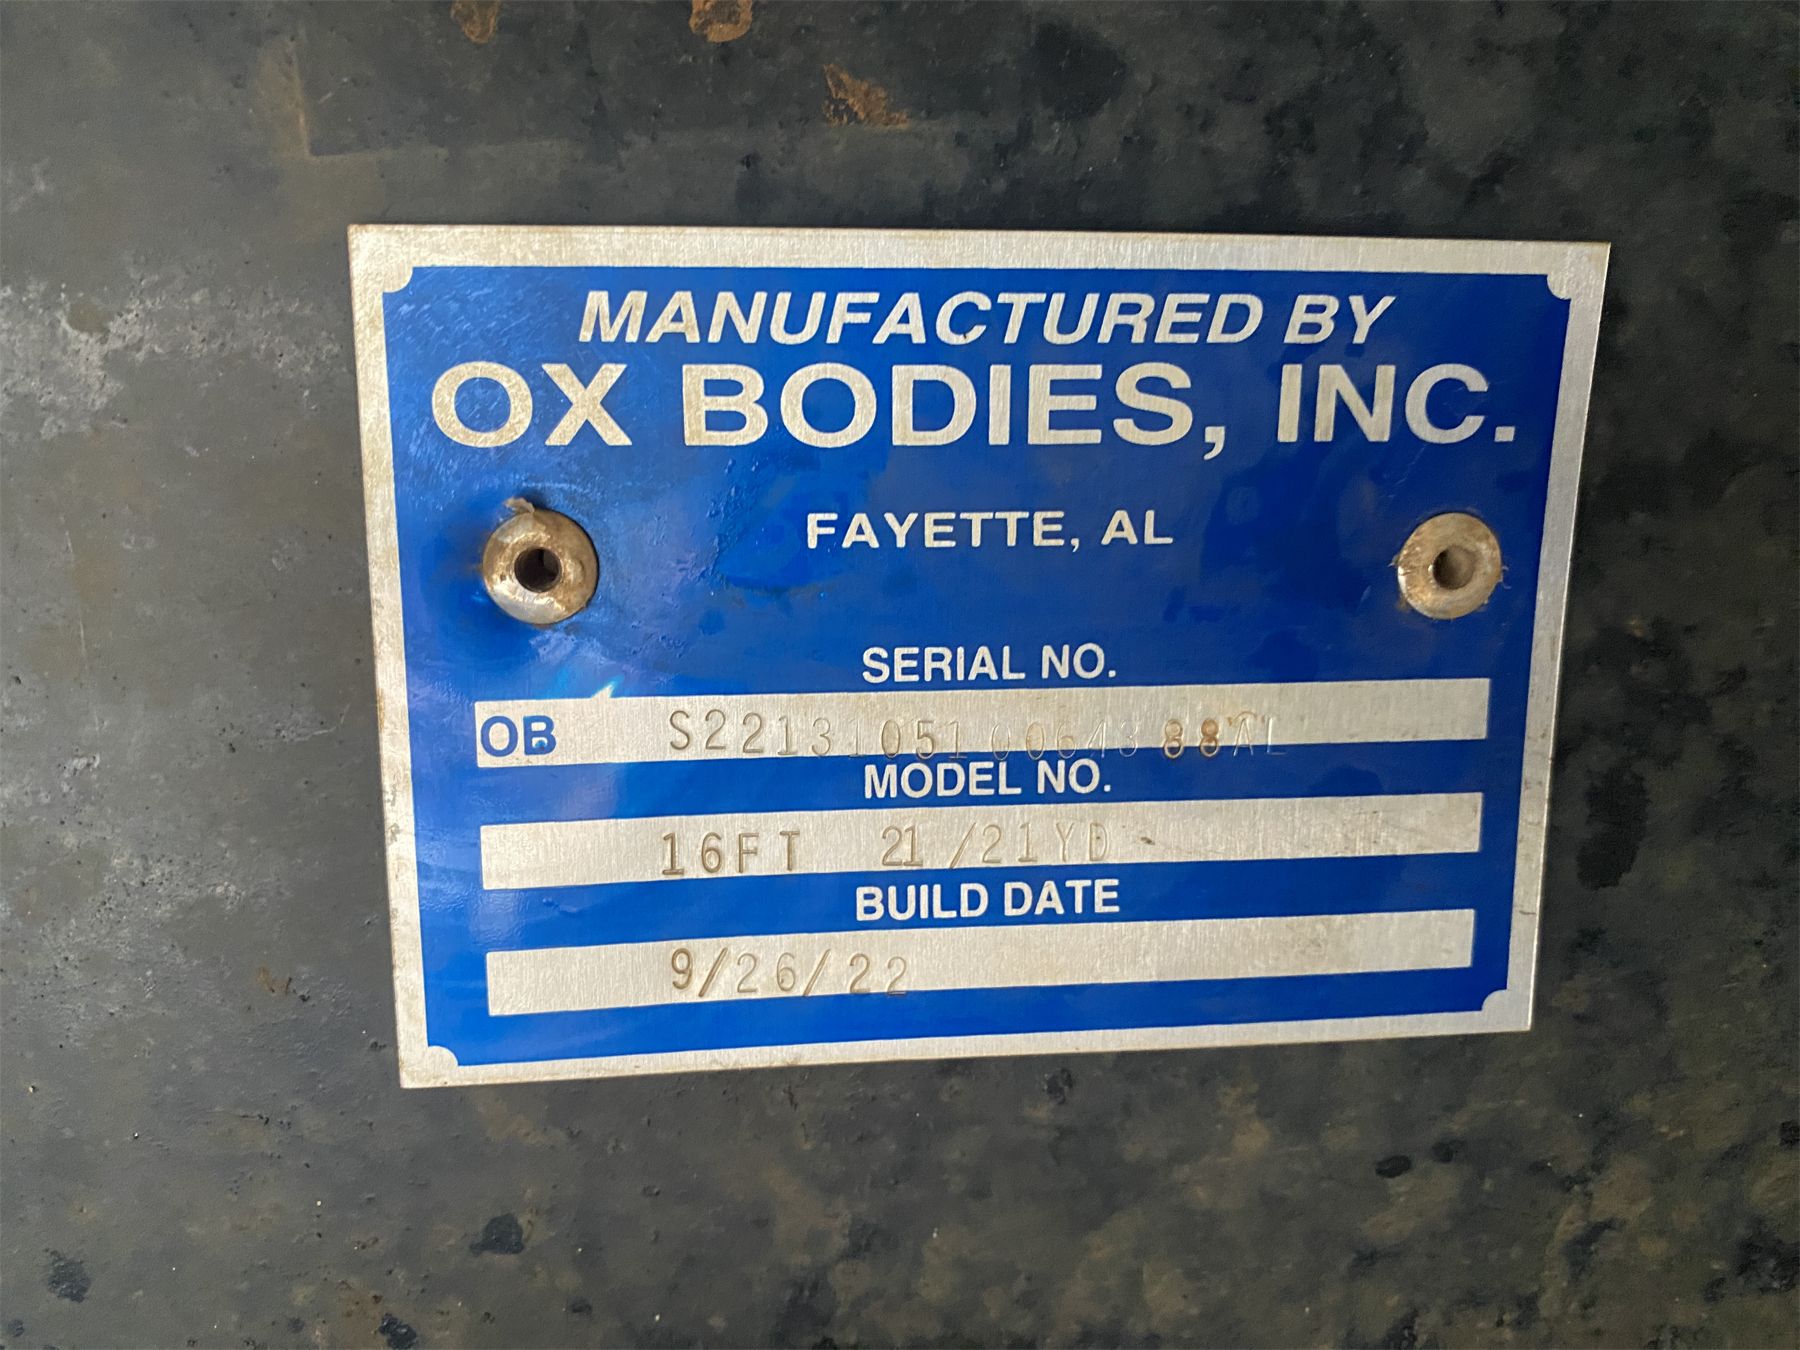 MANUFACTURED BY
OX BODIES, INC.
FAYETTE, AL
SERIAL NO.
OB
MODEL NO.
16FT 21/21YD
BUILD DATE
9/26/22